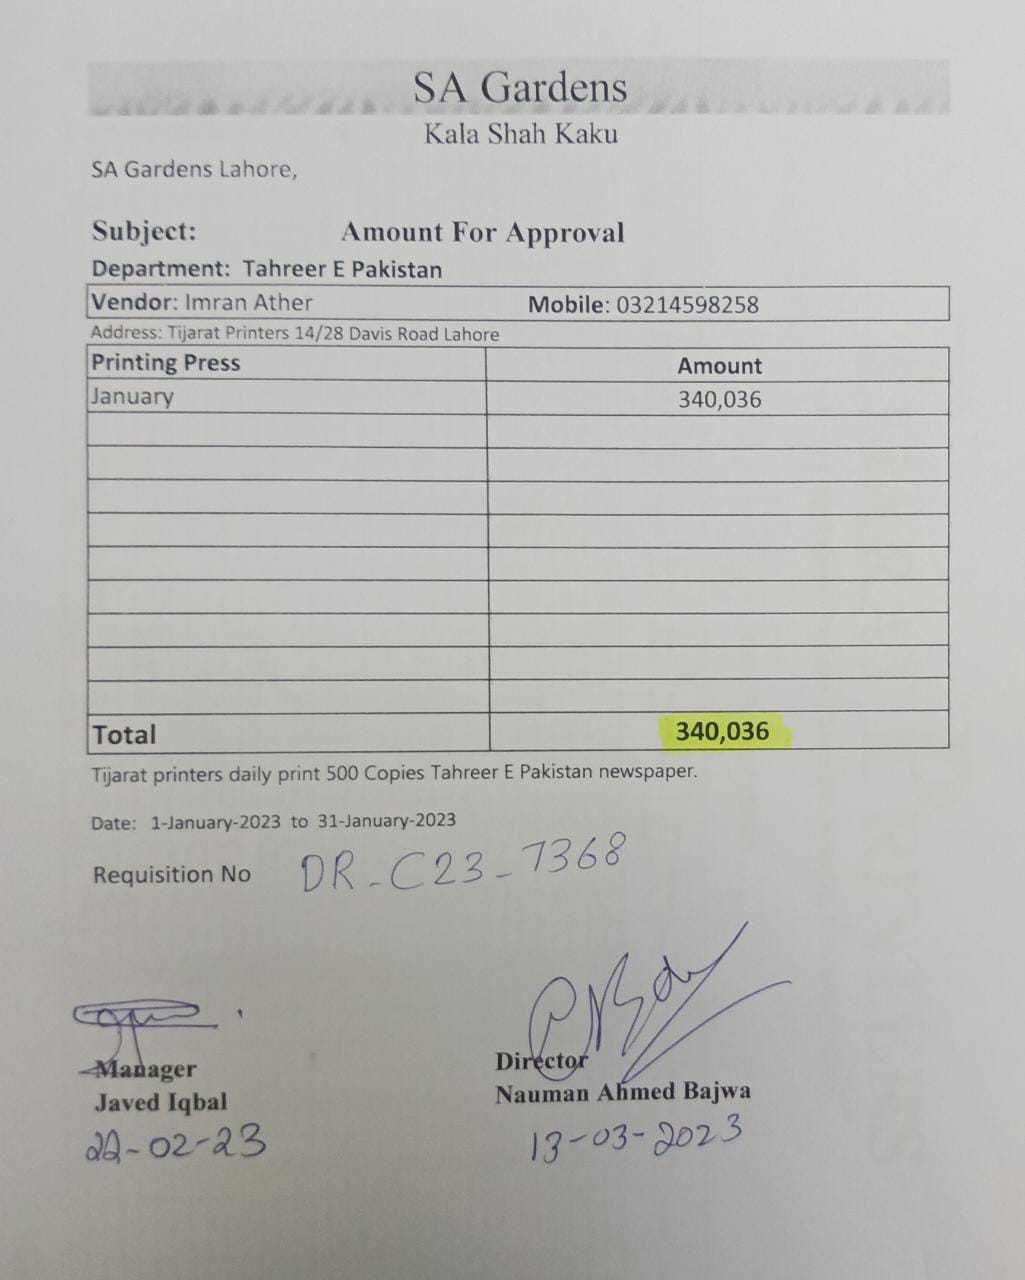 SA Gardens
Kala Shah Kaku
SA Gardens Lahore,
Subject: Amount For Approval
Department: Tahreer E Pakistan
Vendor: Imran Ather Mobile: 03214598258
Address: Tijarat Printers 14/28 Davis Road Lahore
Printing Press Amount
January 340,036
Total 340,036
Tijarat printers daily print 500 Copies Tahreer E Pakistan newspaper.
Date: 1-January-2023 to 31-January-2023
Requisition No DR-C23-7368
Manager Director
Javed Iqbal Nauman Ahmed Bajwa
22-02-23 13-03-2023